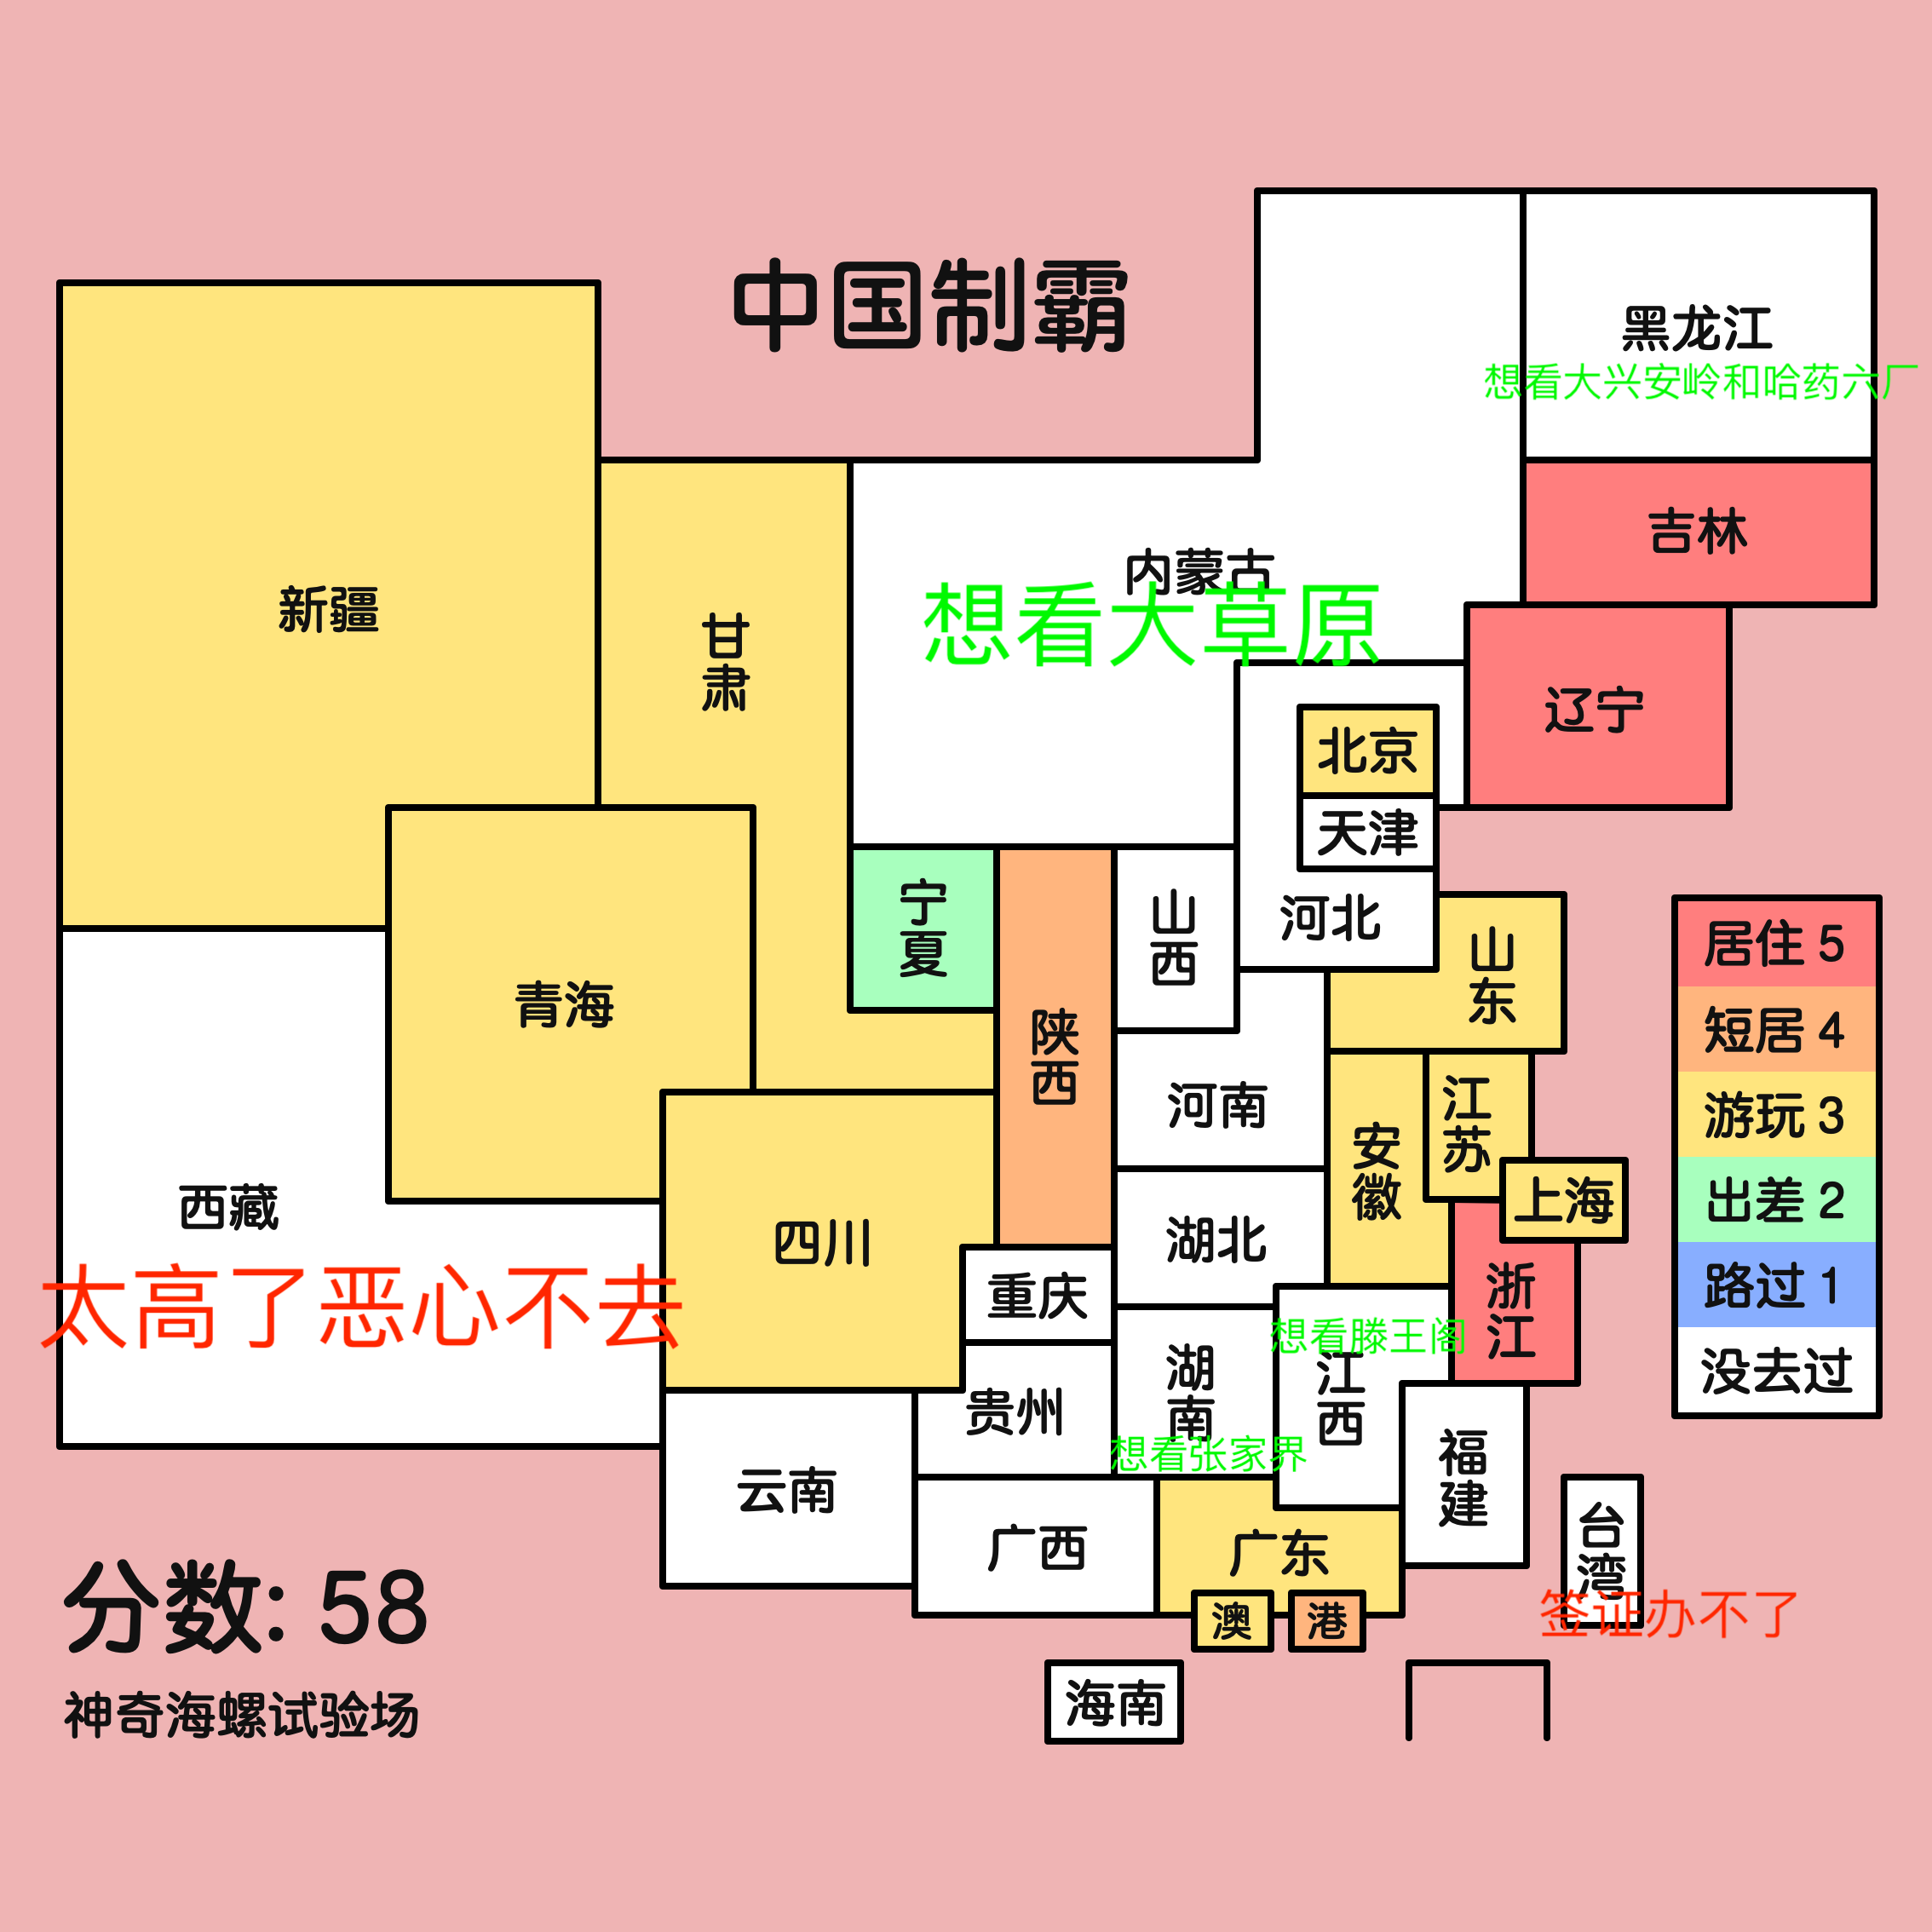 中国制霸
黑龙江
想看大兴安岭和哈药六厂
吉林
内蒙古
想看大草原
新疆
甘肃
辽宁
北京
天津
宁夏
山西
河北
山东
居住 5
短居 4
游玩 3
出差 2
路过 1
没去过
青海
陕西
河南
江苏
安徽
上海
西藏
太高了恶心不去
四川
湖北
重庆
浙江
想看滕王阁
江西
湖南
想看张家界
贵州
福建
云南
广西
广东
台湾
签证办不了
澳
港
海南
分数: 58
神奇海螺试验场